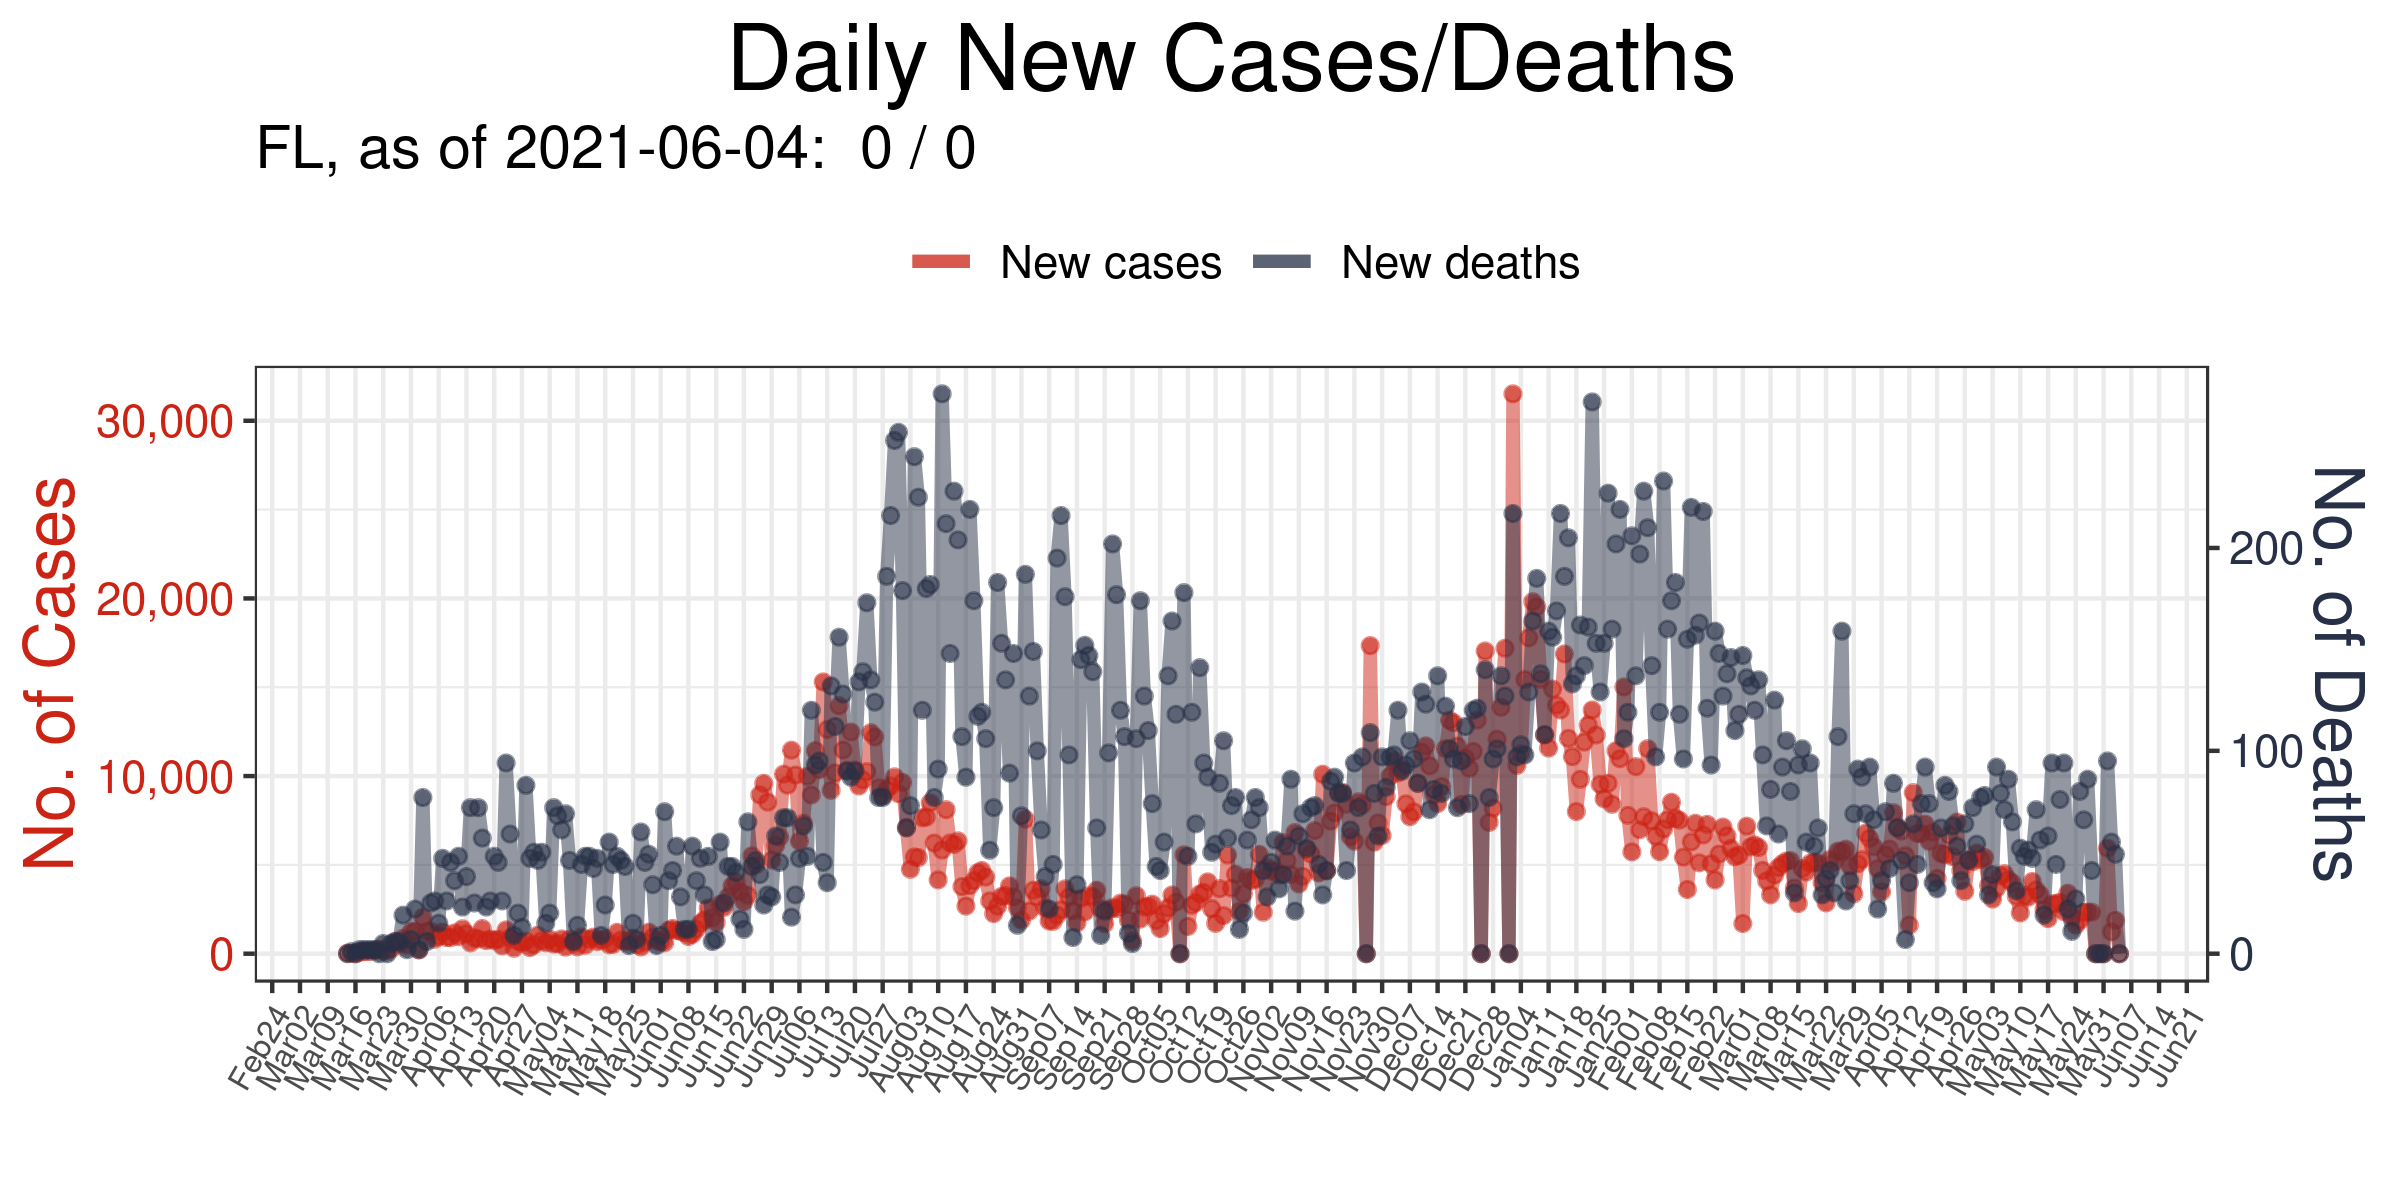 Daily New Cases/Deaths
FL, as of 2021-06-04:  0 / 0
New cases
New deaths
No. of Cases
30,000
20,000
10,000
0
No. of Deaths
200
100
0
Feb24
Mar02
Mar09
Mar16
Mar23
Mar30
Apr06
Apr13
Apr20
Apr27
May04
May11
May18
May25
Jun01
Jun08
Jun15
Jun22
Jun29
Jul06
Jul13
Jul20
Jul27
Aug03
Aug10
Aug17
Aug24
Aug31
Sep07
Sep14
Sep21
Sep28
Oct05
Oct12
Oct19
Oct26
Nov02
Nov09
Nov16
Nov23
Nov30
Dec07
Dec14
Dec21
Dec28
Jan04
Jan11
Jan18
Jan25
Feb01
Feb08
Feb15
Feb22
Mar01
Mar08
Mar15
Mar22
Mar29
Apr05
Apr12
Apr19
Apr26
May03
May10
May17
May24
May31
Jun07
Jun14
Jun21